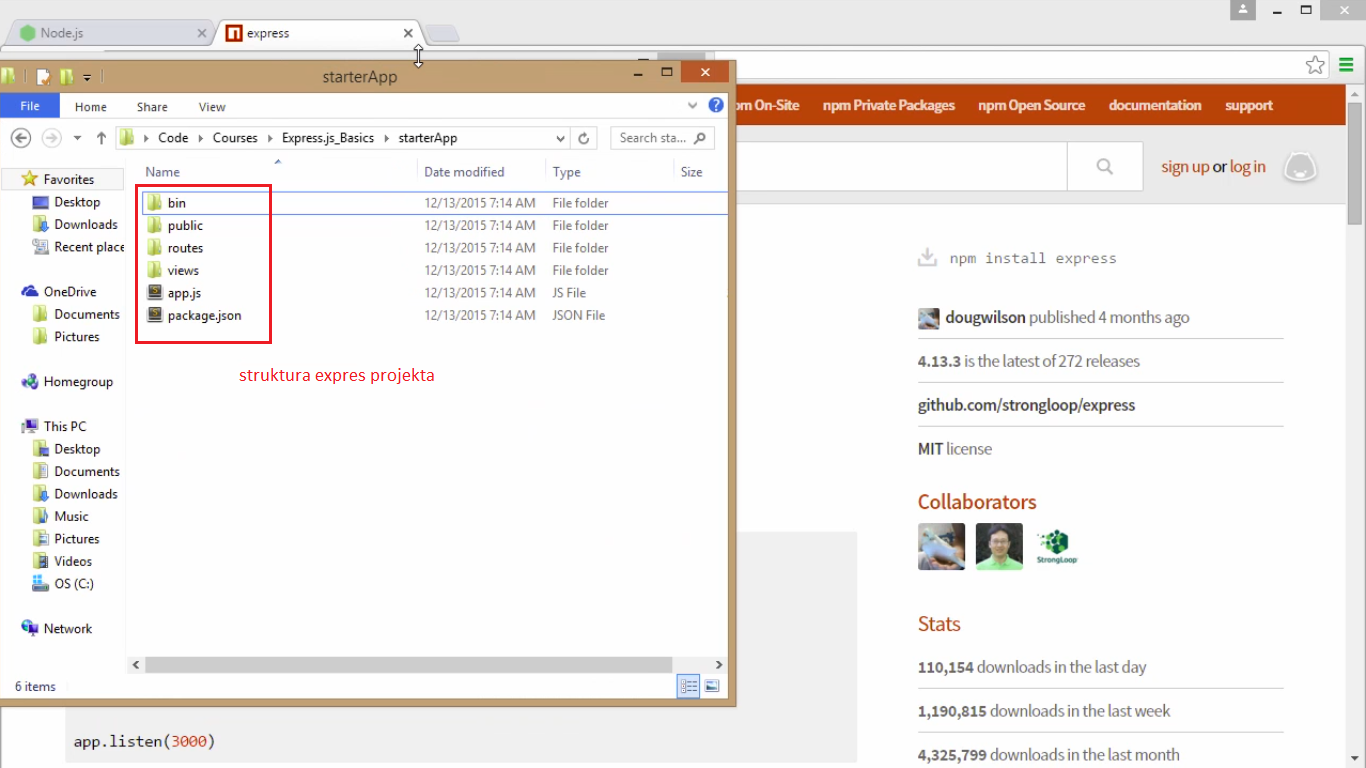 Node.js
express
starterApp
File Home Share View
Code Courses Express.js_Basics starterApp
Search sta...
Name Date modified Type Size
Favorites
Desktop
Downloads
Recent place
OneDrive
Documents
Pictures
Homegroup
This PC
Desktop
Documents
Downloads
Music
Pictures
Videos
OS (C:)
Network
bin 12/13/2015 7:14 AM File folder
public 12/13/2015 7:14 AM File folder
routes 12/13/2015 7:14 AM File folder
views 12/13/2015 7:14 AM File folder
app.js 12/13/2015 7:14 AM JS File
package.json 12/13/2015 7:14 AM JSON File
struktura expres projekta
6 items
app.listen(3000)
om On-Site npm Private Packages npm Open Source documentation support
sign up or log in
npm install express
dougwilson published 4 months ago
4.13.3 is the latest of 272 releases
github.com/strongloop/express
MIT license
Collaborators
StrongLoop
Stats
110,154 downloads in the last day
1,190,815 downloads in the last week
4,325,799 downloads in the last month